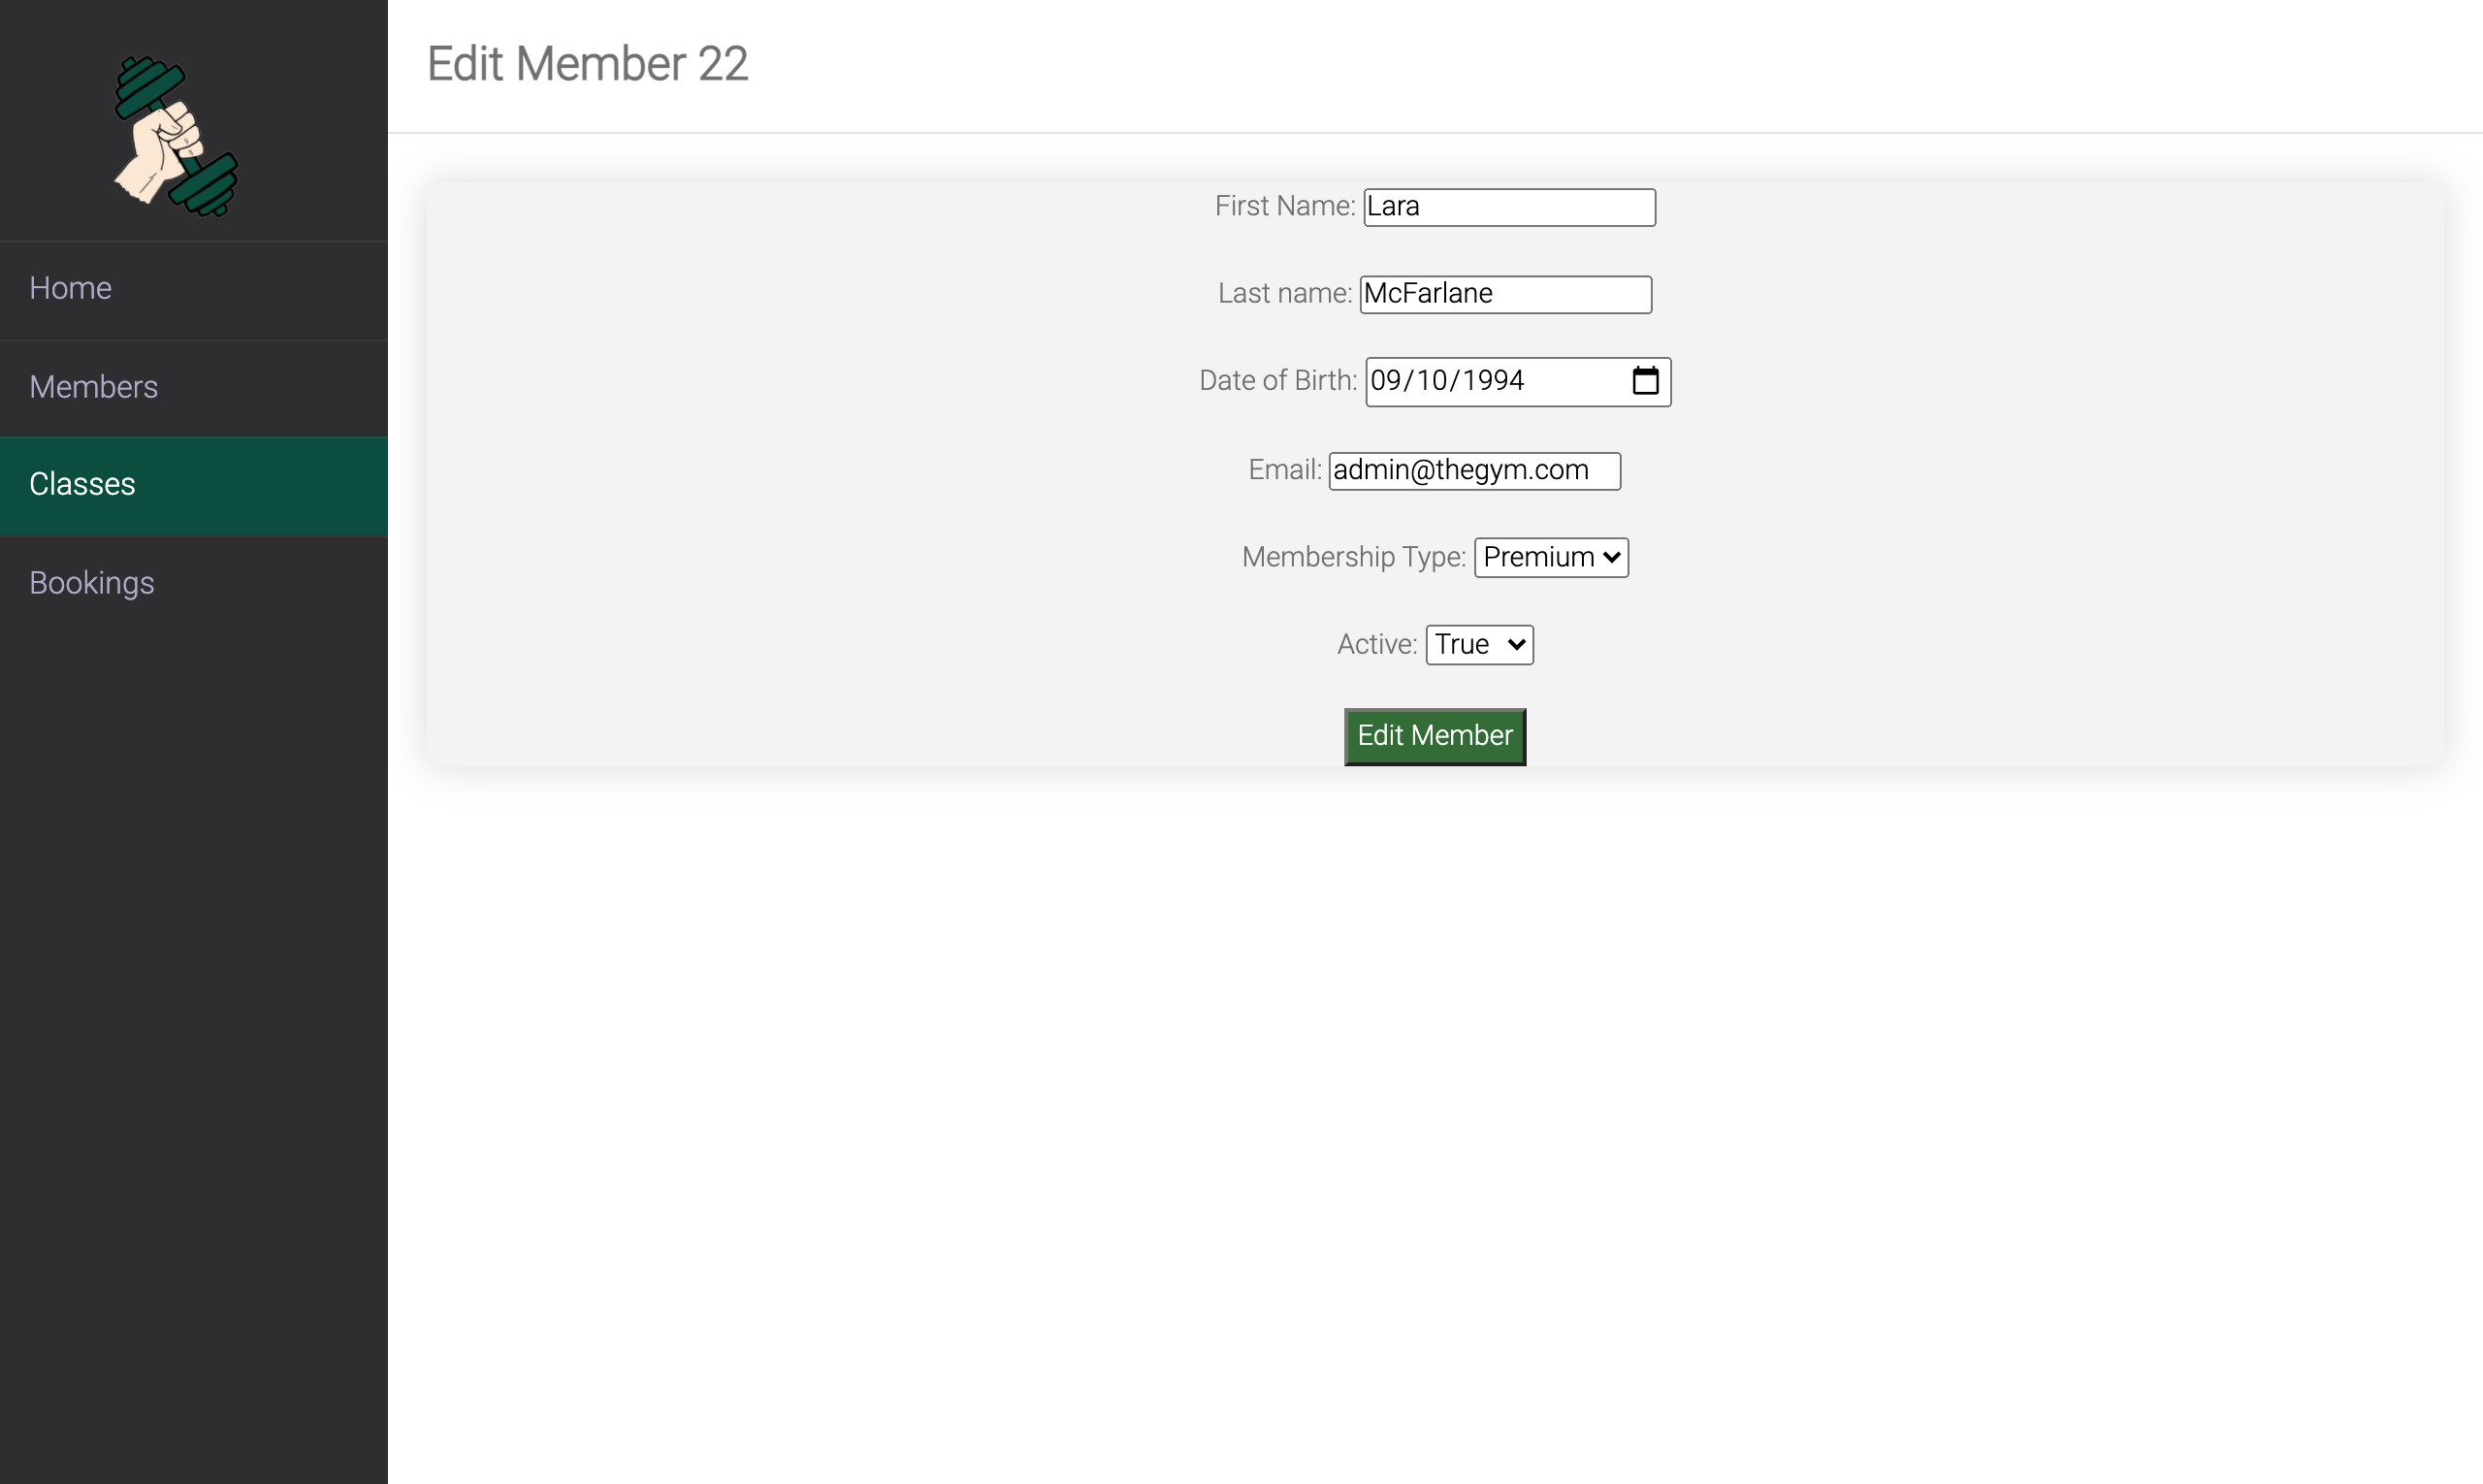 Edit Member 22
Home
Members
Classes
Bookings
First Name: Lara
Last name: McFarlane
Date of Birth: 09/10/1994
Email: admin@thegym.com
Membership Type: Premium
Active: True
Edit Member